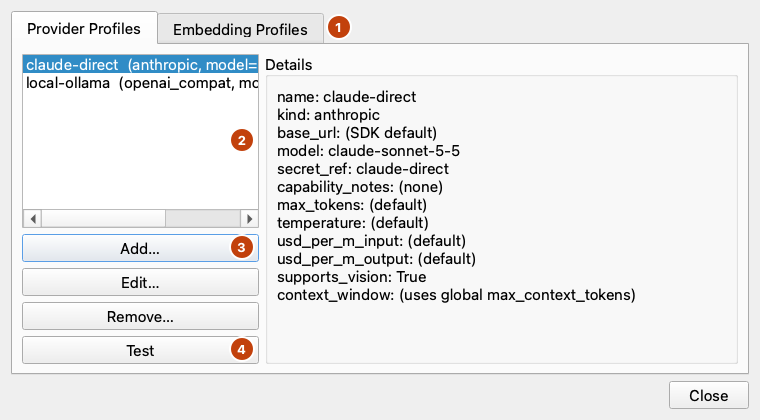 Provider Profiles
Embedding Profiles
1
claude-direct (anthropic, model=
local-ollama (openai_compat, mo
2
Add...
3
Edit...
Remove...
Test
4
Details
name: claude-direct
kind: anthropic
base_url: (SDK default)
model: claude-sonnet-5-5
secret_ref: claude-direct
capability_notes: (none)
max_tokens: (default)
temperature: (default)
usd_per_m_input: (default)
usd_per_m_output: (default)
supports_vision: True
context_window: (uses global max_context_tokens)
Close